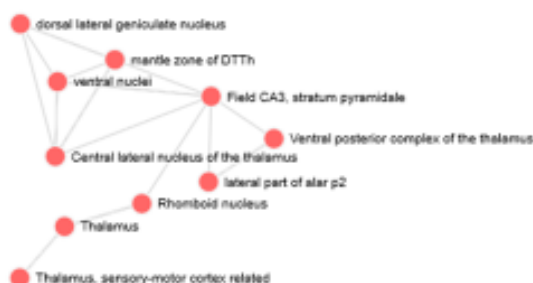 dorsal lateral geniculate nucleus
mantle zone of DTTh
ventral nuclei
Field CA3, stratum pyramidale
Ventral posterior complex of the thalamus
Central lateral nucleus of the thalamus
lateral part of alar p2
Rhomboid nucleus
Thalamus
Thalamus, sensory-motor cortex related